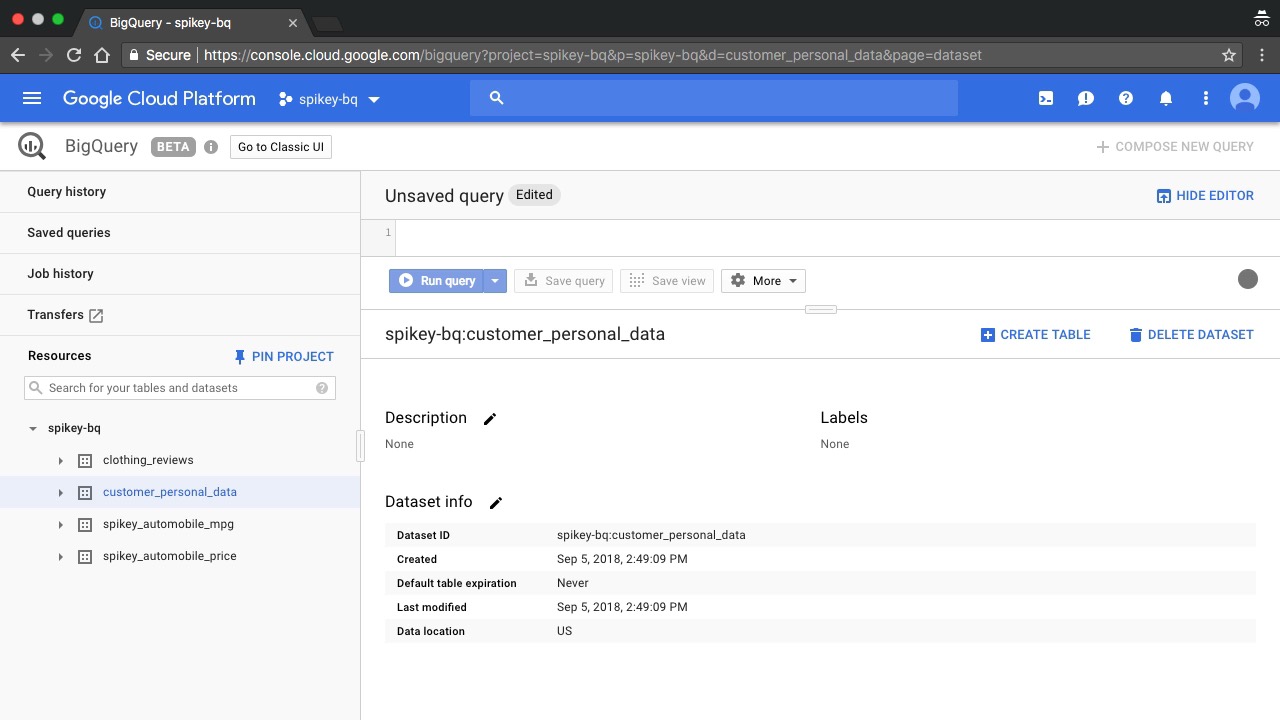 BigQuery - spikey-bq
Secure https://console.cloud.google.com/bigquery?project=spikey-bq&p=spikey-bq&d=customer_personal_data&page=dataset
Google Cloud Platform spikey-bq
BigQuery BETA Go to Classic UI COMPOSE NEW QUERY
Query history
Saved queries
Job history
Transfers
Resources PIN PROJECT
Search for your tables and datasets
spikey-bq
clothing_reviews
customer_personal_data
spikey_automobile_mpg
spikey_automobile_price
Unsaved query Edited HIDE EDITOR
1
Run query Save query Save view More
spikey-bq:customer_personal_data CREATE TABLE DELETE DATASET
Description Labels
None None
Dataset info
Dataset ID spikey-bq:customer_personal_data
Created Sep 5, 2018, 2:49:09 PM
Default table expiration Never
Last modified Sep 5, 2018, 2:49:09 PM
Data location US